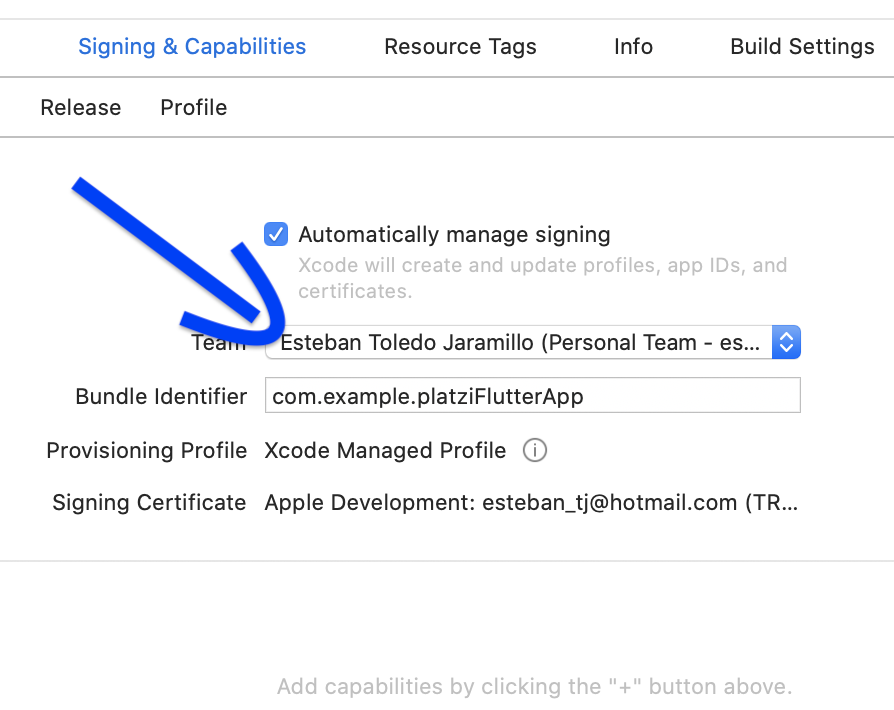 Signing & Capabilities Resource Tags Info Build Settings
Release Profile
Automatically manage signing
Xcode will create and update profiles, app IDs, and
certificates.
Team Esteban Toledo Jaramillo (Personal Team - es...
Bundle Identifier com.example.platziFlutterApp
Provisioning Profile Xcode Managed Profile
Signing Certificate Apple Development: esteban_tj@hotmail.com (TR...
Add capabilities by clicking the "+" button above.